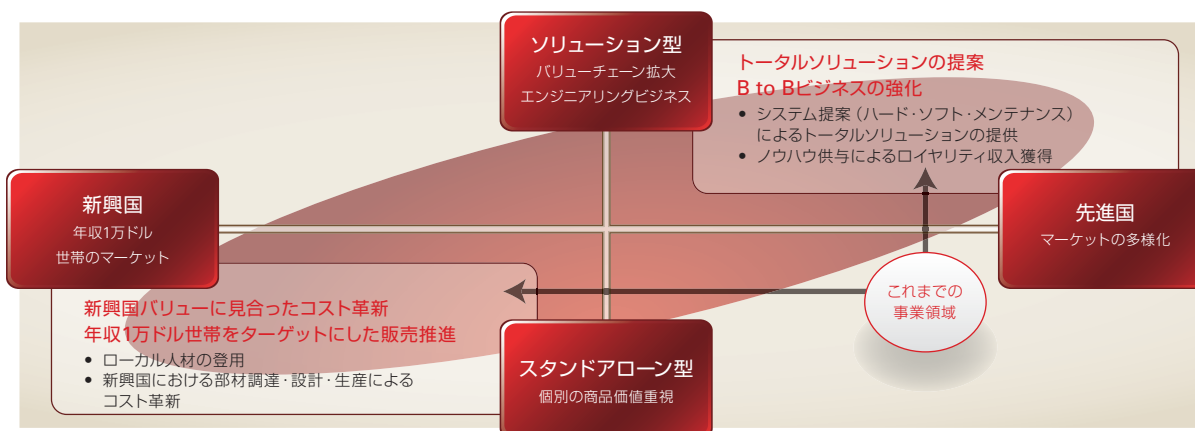 ソリューション型
バリューチェーン拡大
エンジニアリングビジネス
トータルソリューションの提案
B to Bビジネスの強化
• システム提案（ハード・ソフト・メンテナンス）
によるトータルソリューションの提供
• ノウハウ供与によるロイヤリティ収入獲得
新興国
年収1万ドル
世帯のマーケット
先進国
マーケットの多様化
これまでの
事業領域
新興国バリューに見合ったコスト革新
年収1万ドル世帯をターゲットにした販売推進
• ローカル人材の登用
• 新興国における部材調達・設計・生産による
コスト革新
スタンドアローン型
個別の商品価値重視